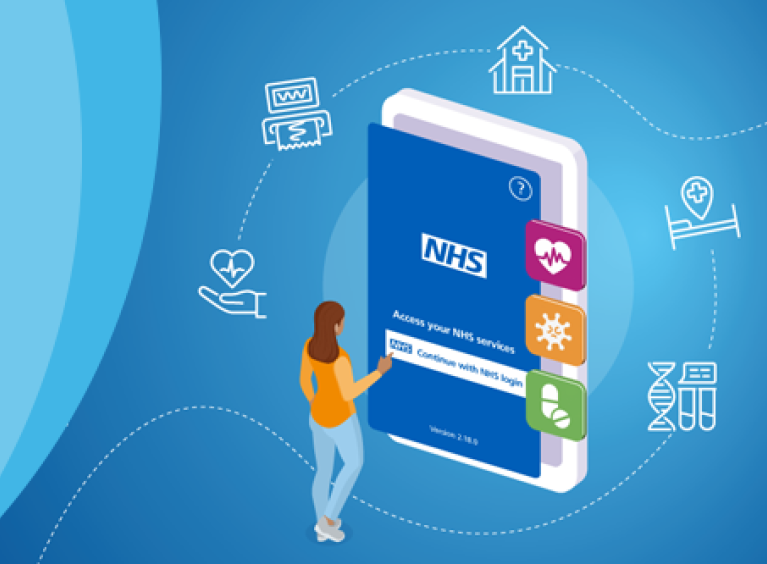 ?
NHS
Access your NHS services
NHS Continue with NHS login
Version 2.18.0